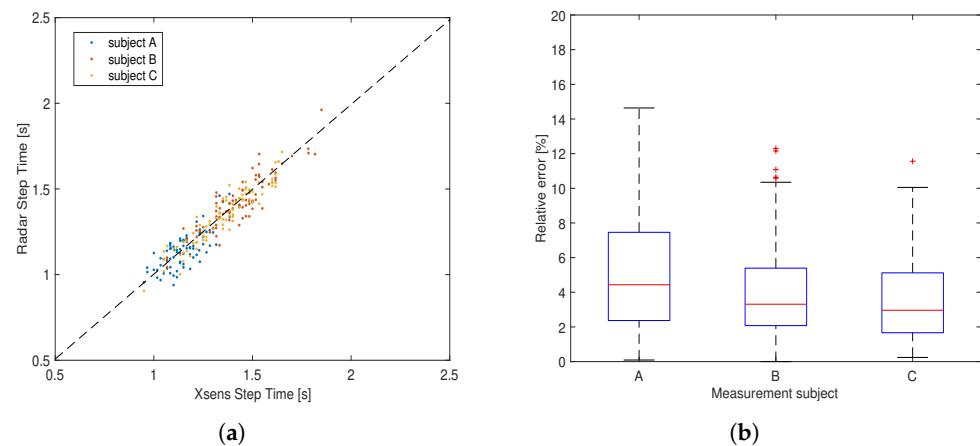 2.5
2
1.5
1
0.5
0.5
1
1.5
2
2.5
subject A
subject B
subject C
Radar Step Time [s]
Xsens Step Time [s]
(a)
20
18
16
14
12
10
8
6
4
2
0
A
B
C
Relative error [%]
Measurement subject
(b)